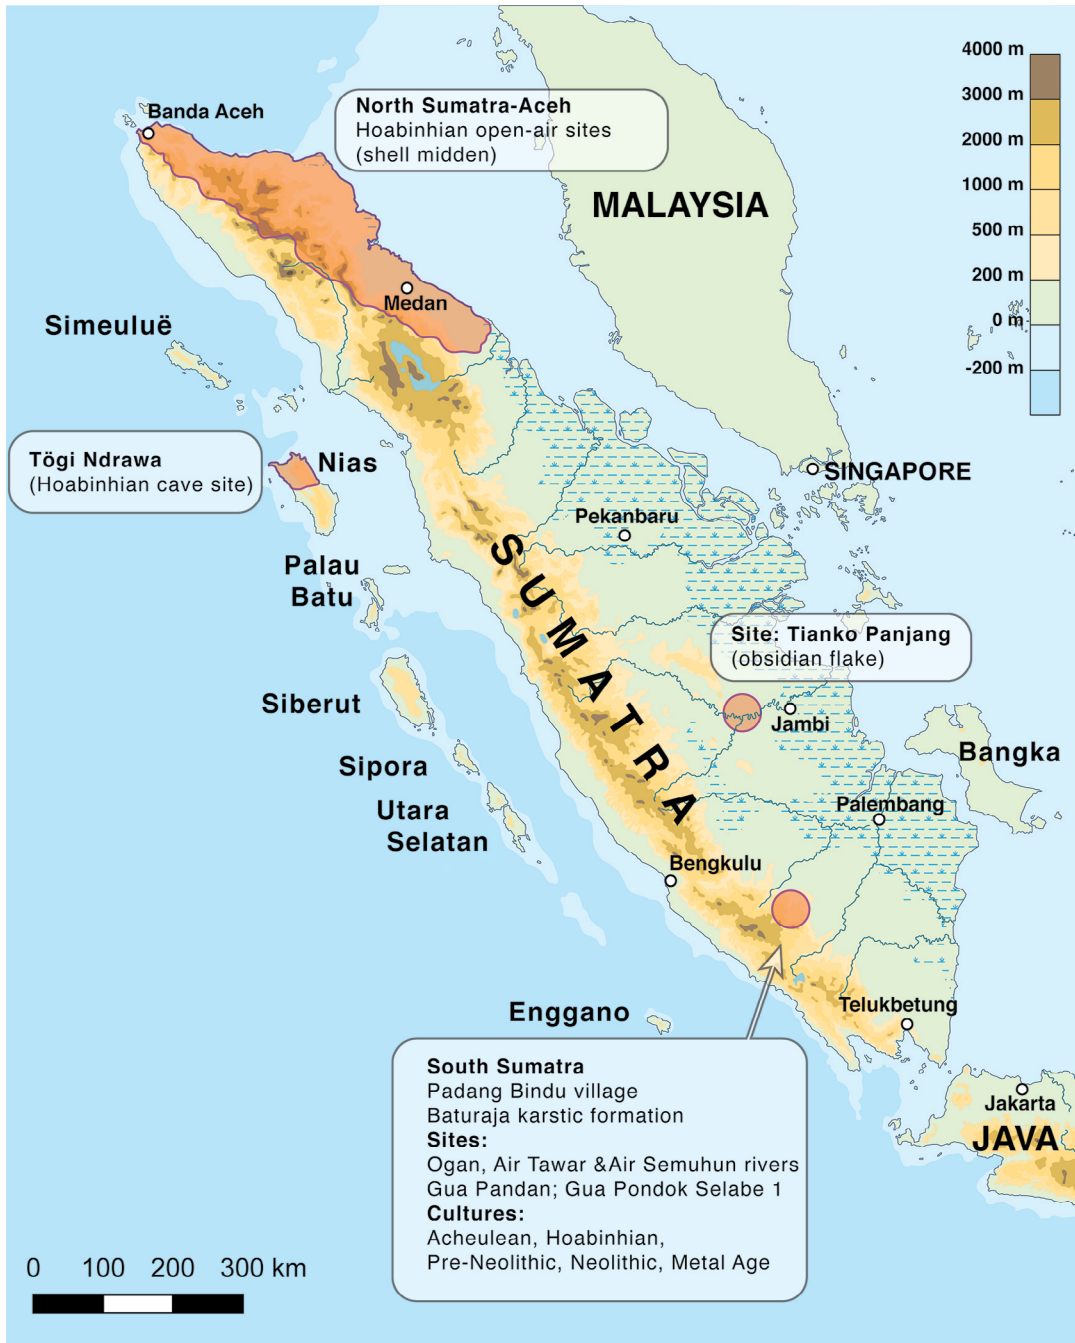 4000 m
3000 m
2000 m
1000 m
500 m
200 m
0 m
-200 m
Banda Aceh
North Sumatra-Aceh
Hoabinhian open-air sites
(shell midden)
MALAYSIA
Medan
Simeuluë
Tögi Ndrawa
(Hoabinhian cave site)
Nias
SINGAPORE
Pekanbaru
Palau
Batu
SUMATRA
Site: Tianko Panjang
(obsidian flake)
Siberut
Jambi
Bangka
Sipora
Utara
Selatan
Palembang
Bengkulu
Enggano
Telukbetung
South Sumatra
Padang Bindu village
Baturaja karstic formation
Sites:
Ogan, Air Tawar &Air Semuhun rivers
Gua Pandan; Gua Pondok Selabe 1
Cultures:
Acheulean, Hoabinhian,
Pre-Neolithic, Neolithic, Metal Age
Jakarta
JAVA
0 100 200 300 km